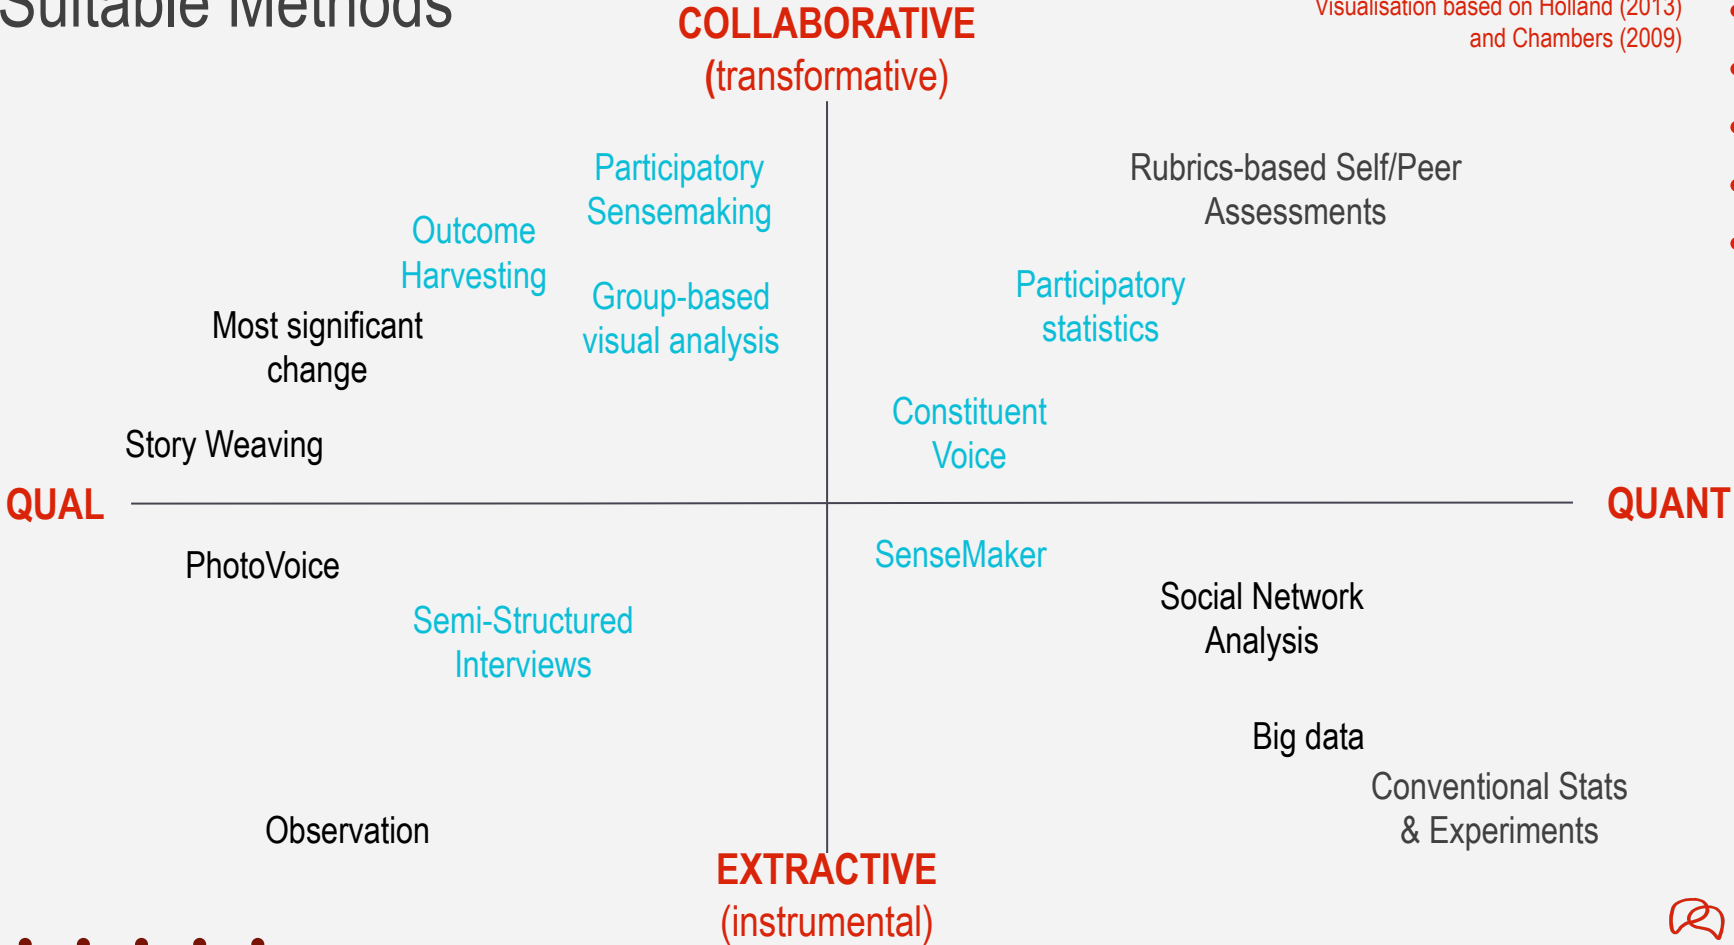 Suitable Methods
Visualisation based on Holland (2013)
and Chambers (2009)
COLLABORATIVE
(transformative)
Participatory
Sensemaking
Rubrics-based Self/Peer
Assessments
Outcome
Harvesting
Group-based
visual analysis
Participatory
statistics
Most significant
change
Constituent
Voice
Story Weaving
QUAL
QUANT
PhotoVoice
SenseMaker
Semi-Structured
Interviews
Social Network
Analysis
Big data
Conventional Stats
& Experiments
Observation
EXTRACTIVE
(instrumental)